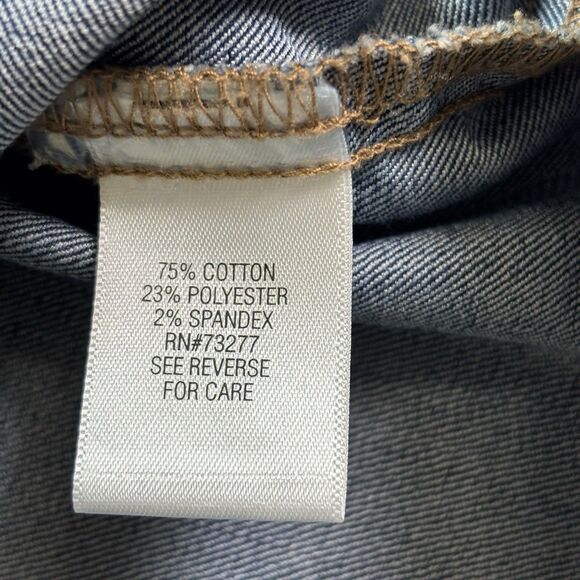 75% COTTON
23% POLYESTER
2% SPANDEX
RN#73277
SEE REVERSE
FOR CARE